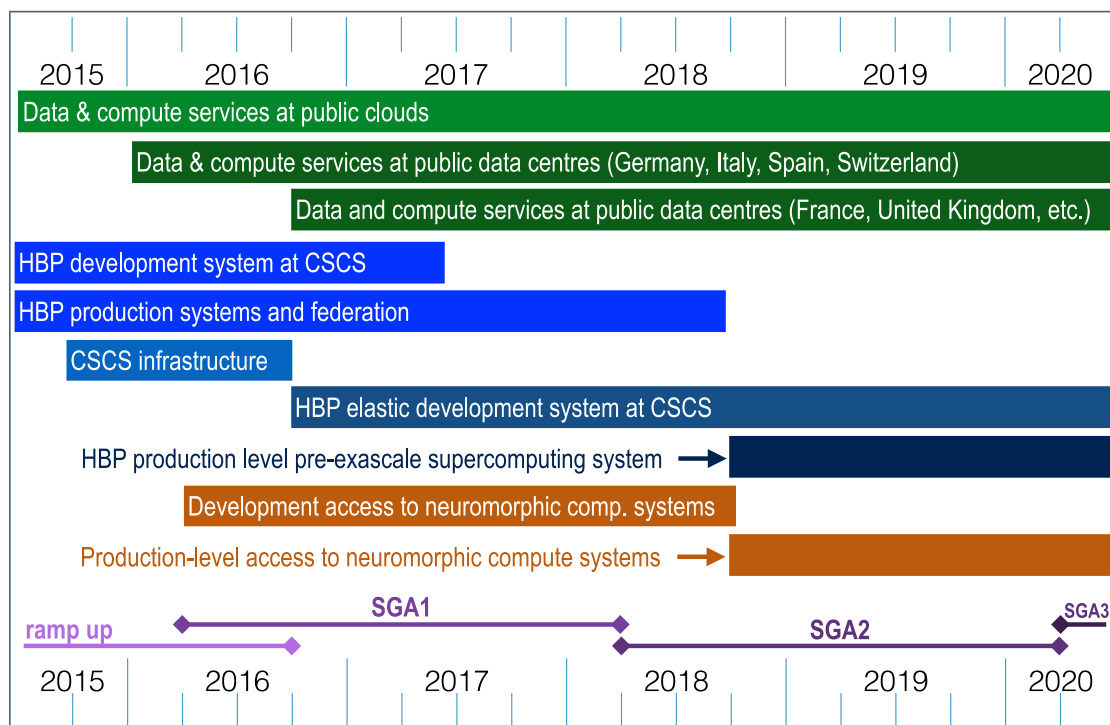 2015 2016 2017 2018 2019 2020
Data & compute services at public clouds
Data & compute services at public data centres (Germany, Italy, Spain, Switzerland)
Data and compute services at public data centres (France, United Kingdom, etc.)
HBP development system at CSCS
HBP production systems and federation
CSCS infrastructure
HBP elastic development system at CSCS
HBP production level pre-exascale supercomputing system
Development access to neuromorphic comp. systems
Production-level access to neuromorphic compute systems
SGA1
SGA3
ramp up
SGA2
2015 2016 2017 2018 2019 2020